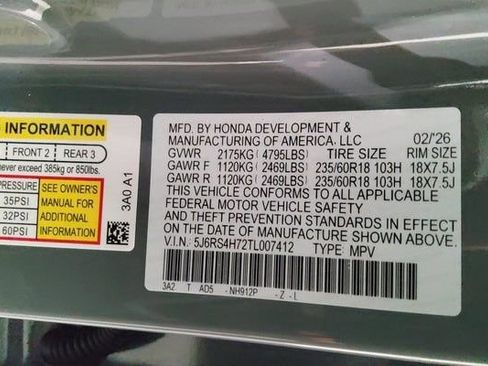 INFORMATION
FRONT 2 REAR 3
never exceed 385kg or 850lbs.
PRESSURE SEE OWNER'S
35PSI MANUAL FOR
32PSI ADDITIONAL
60PSI INFORMATION
3A0 A1
MFD. BY HONDA DEVELOPMENT & 02/'26
MANUFACTURING OF AMERICA, LLC
GVWR 2175KG(4795LBS) TIRE SIZE RIM SIZE
GAWR F 1120KG(2469LBS) 235/60R18 103H 18X7.5J
GAWR R 1120KG(2469LBS) 235/60R18 103H 18X7.5J
THIS VEHICLE CONFORMS TO ALL APPLICABLE
FEDERAL MOTOR VEHICLE SAFETY
AND THEFT PREVENTION STANDARDS IN EFFECT
ON THE DATE OF MANUFACTURE SHOWN ABOVE.
V.I.N.: 5J6RS4H72TL007412 TYPE: MPV
3A2 T AD5 -NH912P -Z -L